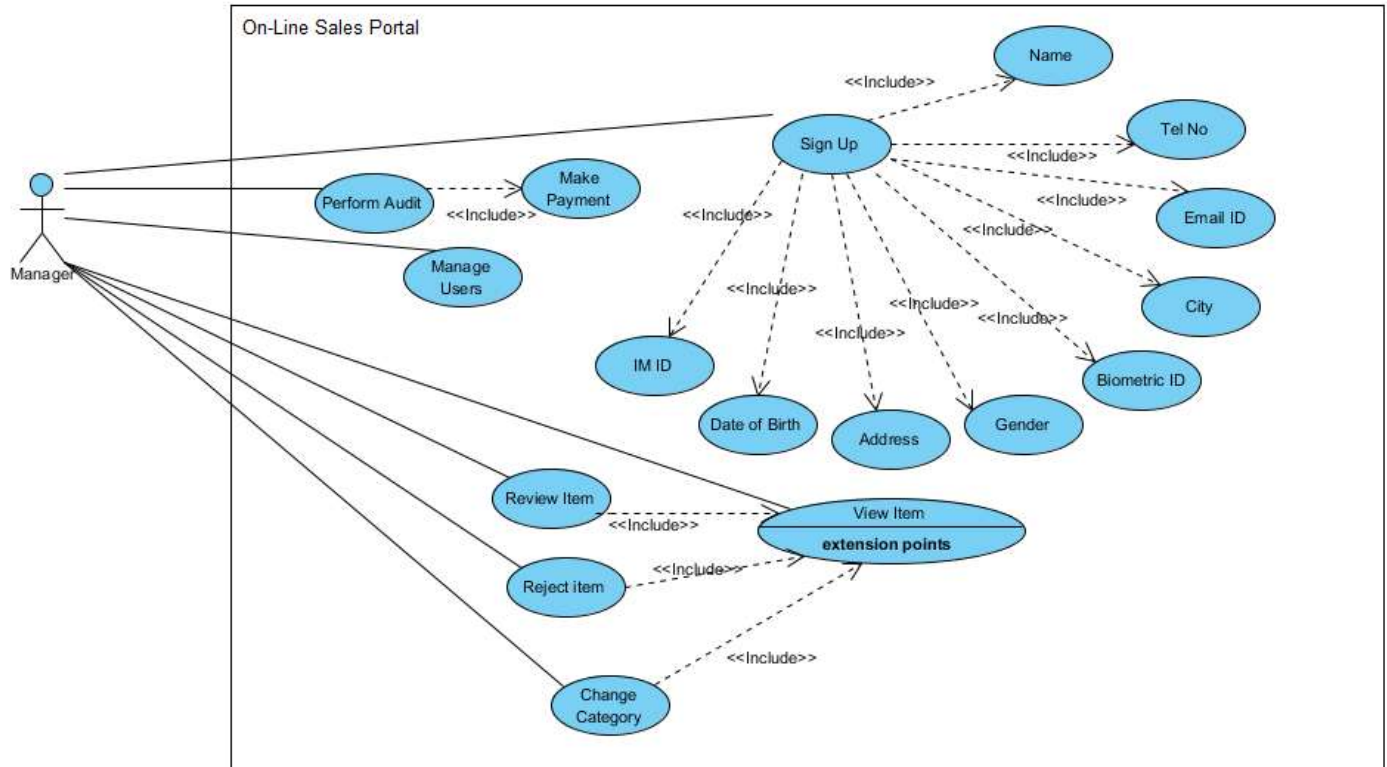 On-Line Sales Portal
Name
<<Include>>
Tel No
Sign Up
<<Include>>
Make
Payment
Perform Audit
<<Include>>
<<Include>>
<<Include>>
Email ID
<<Include>>
Manager
Manage
Users
<<Include>>
<<Include>>
<<Include>>
<<Include>>
City
IM ID
<<Include>>
Biometric ID
Date of Birth
Address
Gender
Review Item
<<Include>>
View Item
extension points
Reject item
<<Include>>
<<Include>>
Change
Category